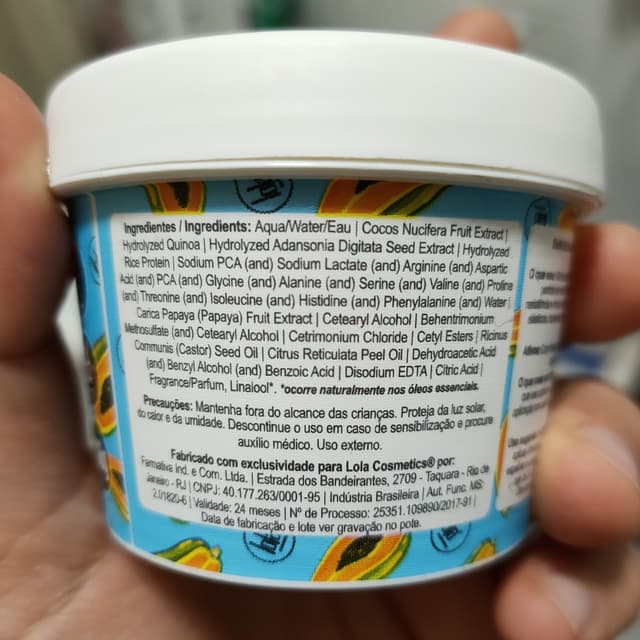 Ingredientes / Ingredients: Aqua/Water/Eau | Cocos Nucifera Fruit Extract |
Hydrolyzed Quinoa | Hydrolyzed Adansonia Digitata Seed Extract | Hydrolyzed
Rice Protein | Sodium PCA (and) Sodium Lactate (and) Arginine (and) Aspartic
Acid (and) PCA (and) Glycine (and) Alanine (and) Serine (and) Valine (and) Proline
(and) Threonine (and) Isoleucine (and) Histidine (and) Phenylalanine (and) Water |
Carica Papaya (Papaya) Fruit Extract | Cetearyl Alcohol | Behentrimonium
Methosulfate (and) Cetearyl Alcohol | Cetrimonium Chloride | Cetyl Esters | Ricinus
Communis (Castor) Seed Oil | Citrus Reticulata Peel Oil | Dehydroacetic Acid
(and) Benzyl Alcohol (and) Benzoic Acid | Disodium EDTA | Citric Acid |
Fragrance/Parfum, Linalool*. *ocorre naturalmente nos óleos essenciais.
Precauções: Mantenha fora do alcance das crianças. Proteja da luz solar,
do calor e da umidade. Descontinue o uso em caso de sensibilização e procure
auxílio médico. Uso externo.
Fabricado com exclusividade para Lola Cosmetics® por:
Farmativa Ind. e Com. Ltda. | Estrada dos Bandeirantes, 2709 - Taquara - Rio de
Janeiro - RJ | CNPJ: 40.177.263/0001-95 | Indústria Brasileira | Aut. Func. MS:
2.01820-6 | Validade: 24 meses | Nº de Processo: 25351.109890/2017-81 |
Data de fabricação e lote ver gravação no pote.